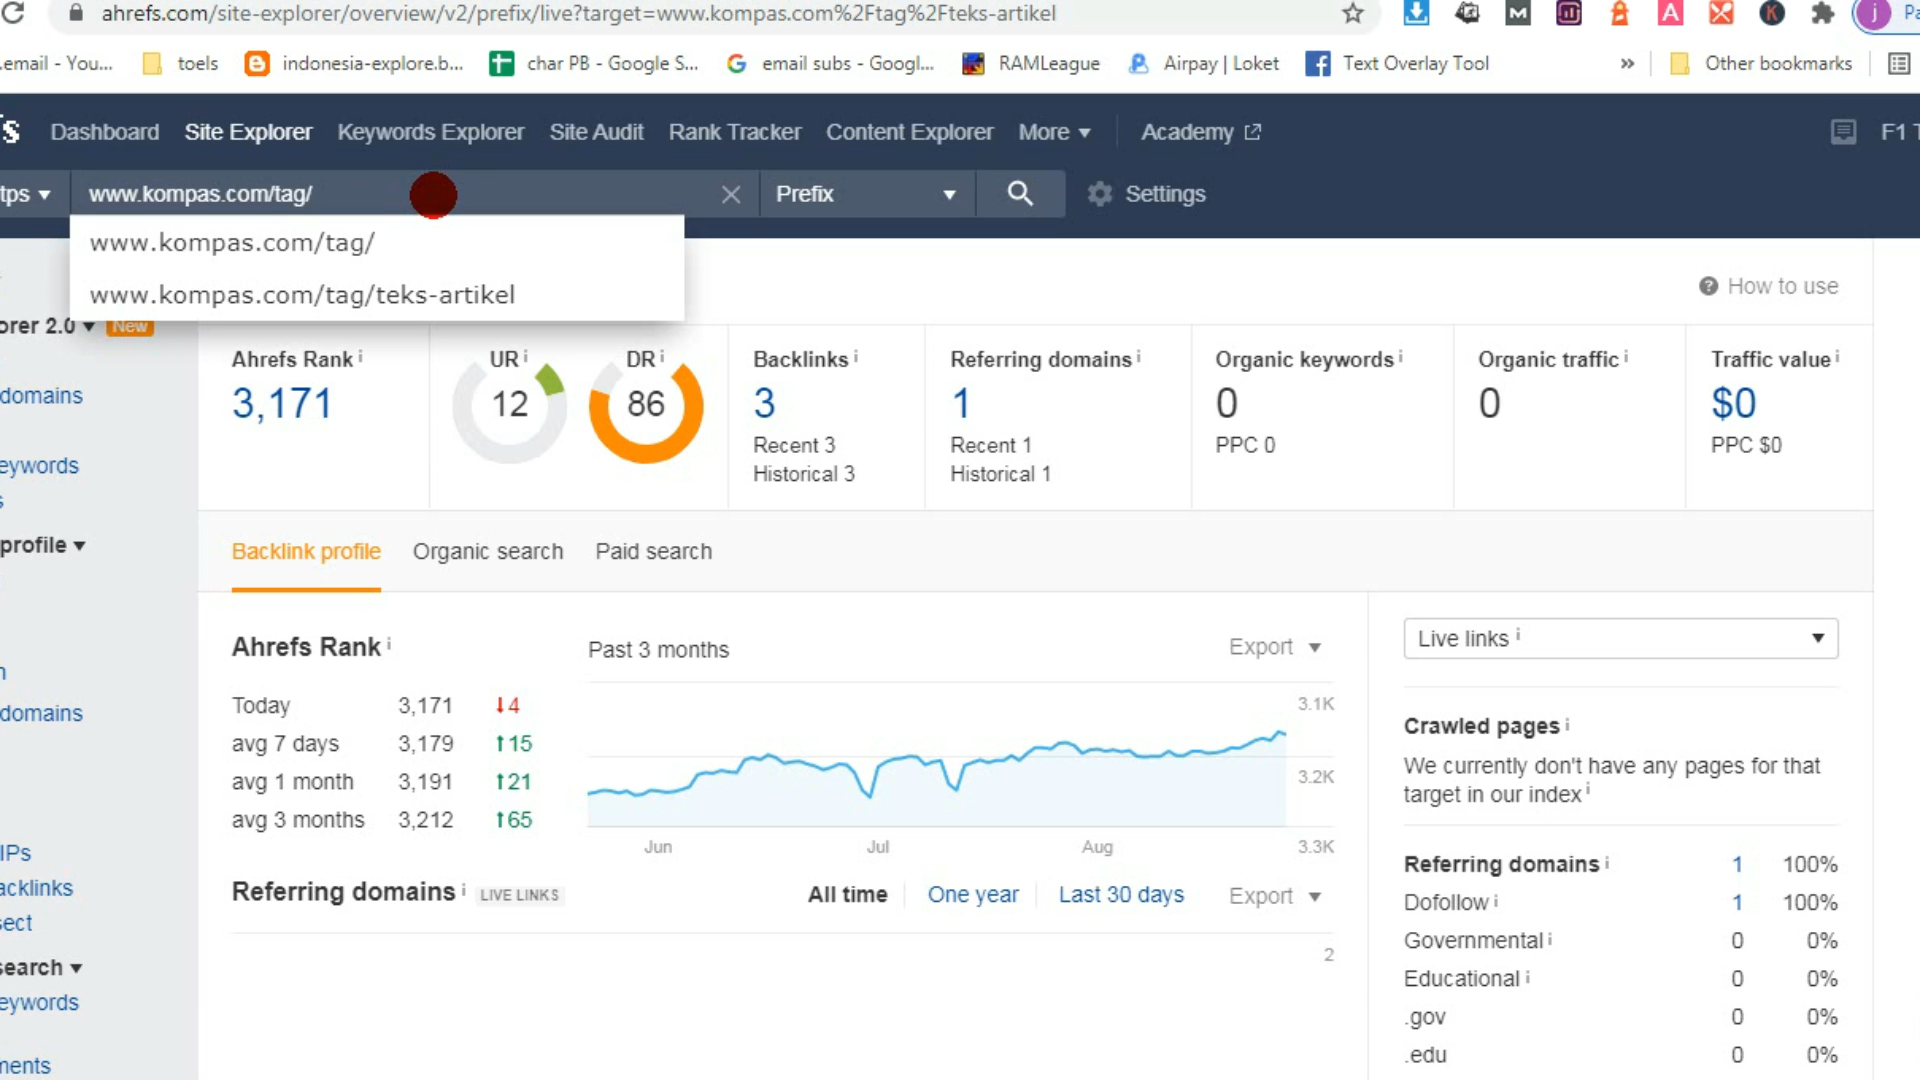 ahrefs.com/site-explorer/overview/v2/prefix/live?target=www.kompas.com%2Ftag%2Fteks-artikel
.email - You...
toels
indonesia-explore.b...
char PB - Google S...
email subs - Googl...
RAMLeague
Airpay | Loket
Text Overlay Tool
»
Other bookmarks
s Dashboard Site Explorer Keywords Explorer Site Audit Rank Tracker Content Explorer More Academy
F1 T
tps www.kompas.com/tag/ Prefix Settings
www.kompas.com/tag/
www.kompas.com/tag/teks-artikel
How to use
orer 2.0 New
domains
eywords
s
profile
n
domains
IPs
acklinks
sect
search
eywords
ments
Ahrefs Rank i
3,171
UR i
12
DR i
86
Backlinks i
3
Recent 3
Historical 3
Referring domains i
1
Recent 1
Historical 1
Organic keywords i
0
PPC 0
Organic traffic i
0
Traffic value i
$0
PPC $0
Backlink profile Organic search Paid search
Ahrefs Rank i
Past 3 months
Export
Today 3,171 ↓4
avg 7 days 3,179 ↑15
avg 1 month 3,191 ↑21
avg 3 months 3,212 ↑65
3.1K
3.2K
3.3K
Jun Jul Aug
Referring domains i LIVE LINKS
All time One year Last 30 days Export
2
Live links i
Crawled pages i
We currently don't have any pages for that
target in our index i
Referring domains i 1 100%
Dofollow i 1 100%
Governmental i 0 0%
Educational i 0 0%
.gov 0 0%
.edu 0 0%